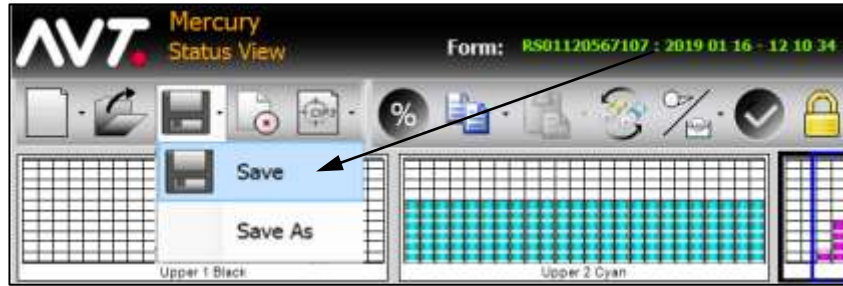 AVT
Mercury
Status View
Form: RS01120567107 : 2019 01 16 - 12 10 34
%
Save
Save As
Upper 1 Black
Upper 2 Cyan